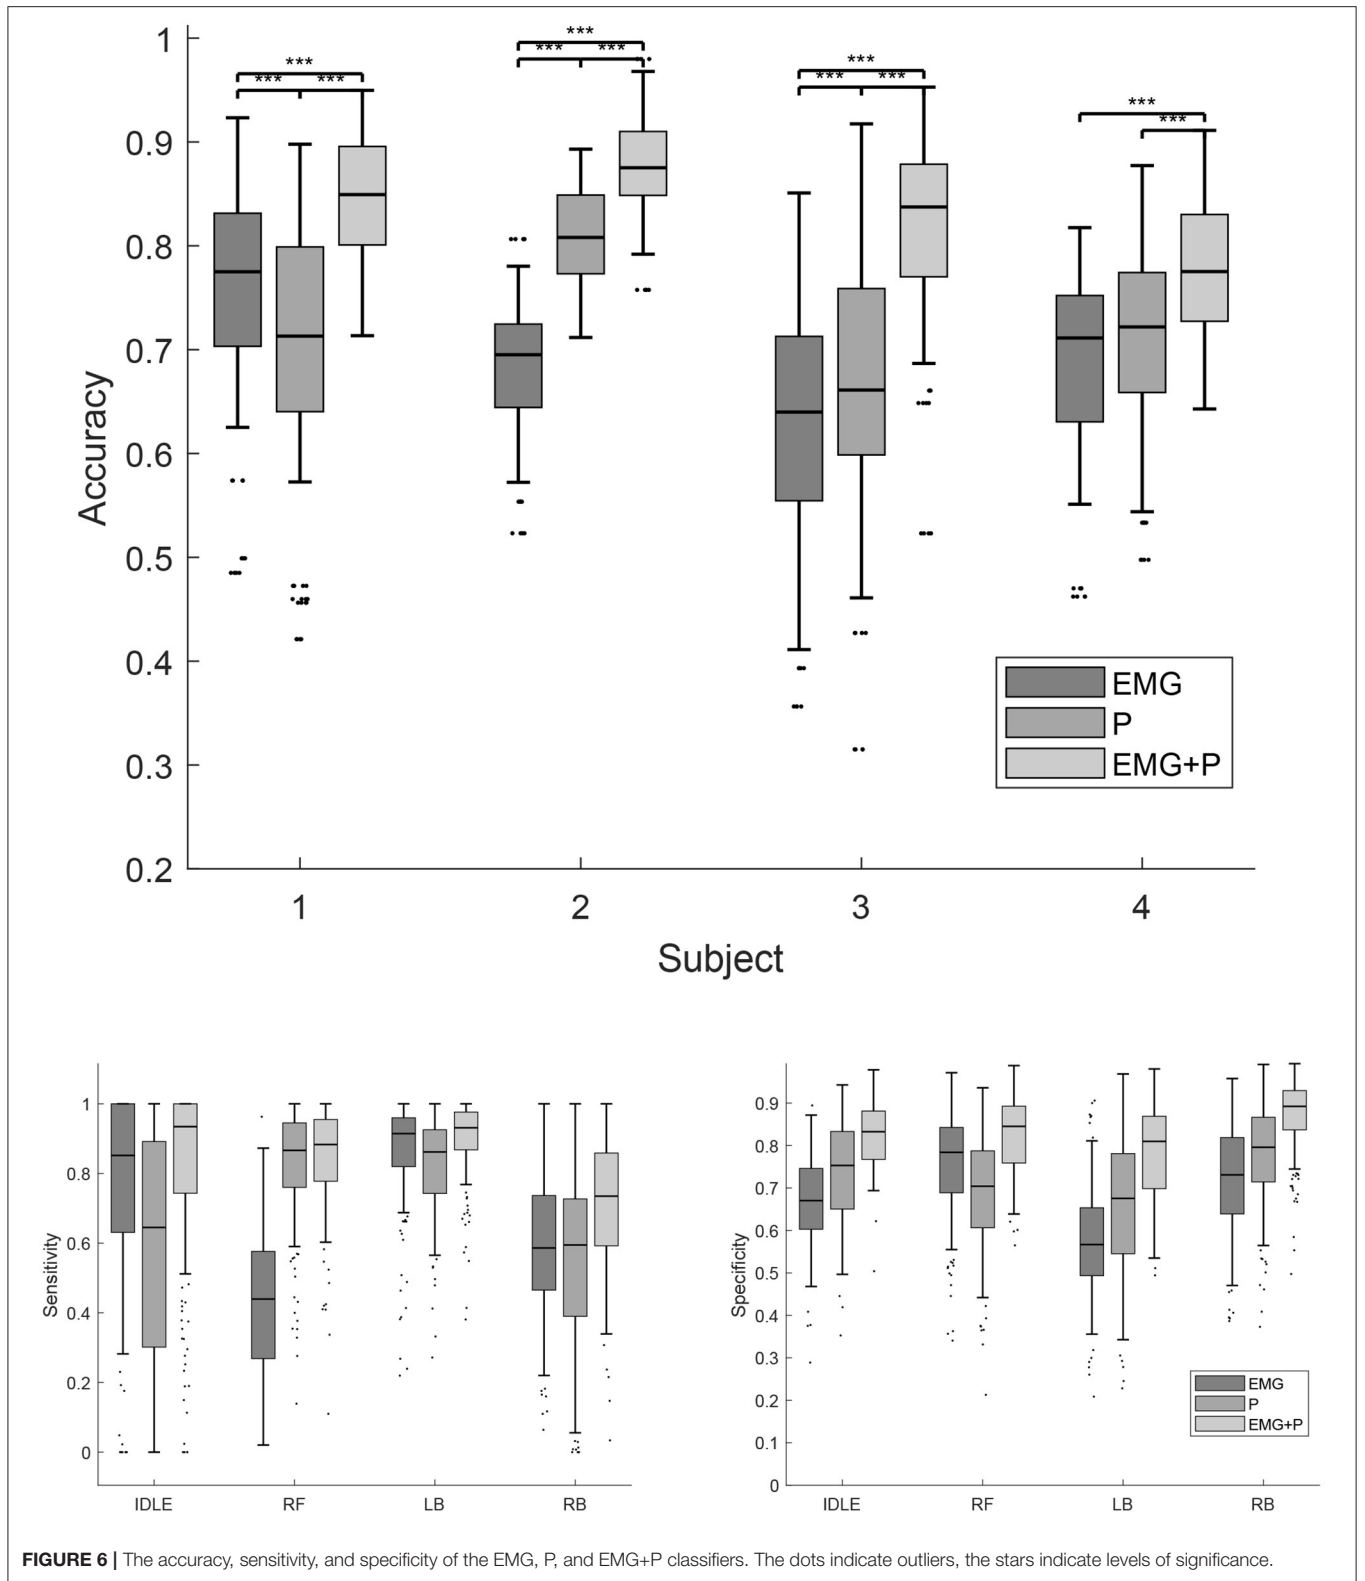 1
0.9
0.8
0.7
0.6
0.5
0.4
0.3
0.2
Accuracy
***
*** ***
***
*** ***
***
*** ***
***
***
EMG
P
EMG+P
1 2 3 4
Subject
1
0.8
0.6
0.4
0.2
0
Sensitivity
IDLE RF LB RB
0.9
0.8
0.7
0.6
0.5
0.4
0.3
0.2
0.1
0
Specificity
EMG
P
EMG+P
IDLE RF LB RB
FIGURE 6 | The accuracy, sensitivity, and specificity of the EMG, P, and EMG+P classifiers. The dots indicate outliers, the stars indicate levels of significance.